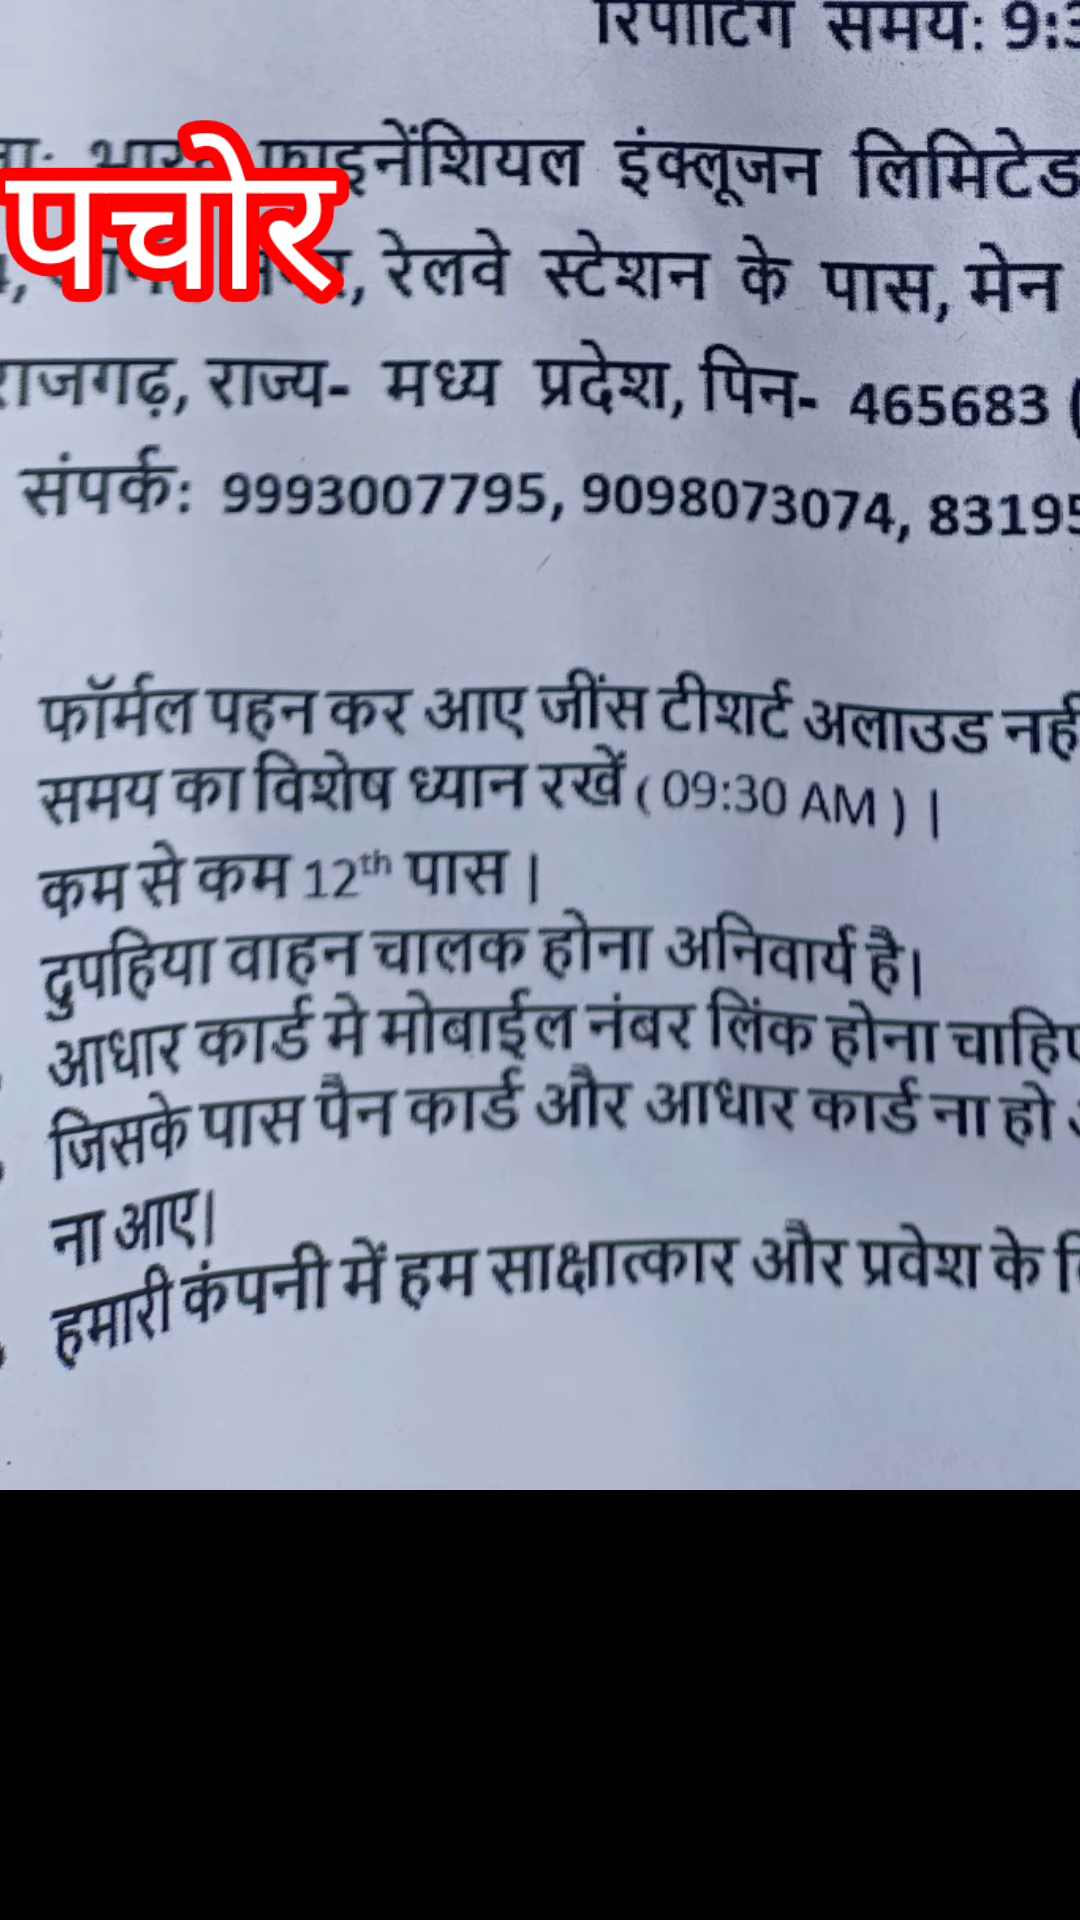 रिपोर्टिंग समय: 9:3
भारत फाइनेंशियल इंक्लूजन लिमिटेड
पचोर
रेलवे स्टेशन के पास, मेन
राजगढ़, राज्य- मध्य प्रदेश, पिन- 465683 (
संपर्क: 9993007795, 9098073074, 83195
फॉर्मल पहन कर आए जींस टीशर्ट अलाउड नहीं
समय का विशेष ध्यान रखें ( 09:30 AM ) |
कम से कम 12th पास |
दुपहिया वाहन चालक होना अनिवार्य है।
आधार कार्ड मे मोबाईल नंबर लिंक होना चाहिए
जिसके पास पैन कार्ड और आधार कार्ड ना हो
ना आए।
हमारी कंपनी में हम साक्षात्कार और प्रवेश के